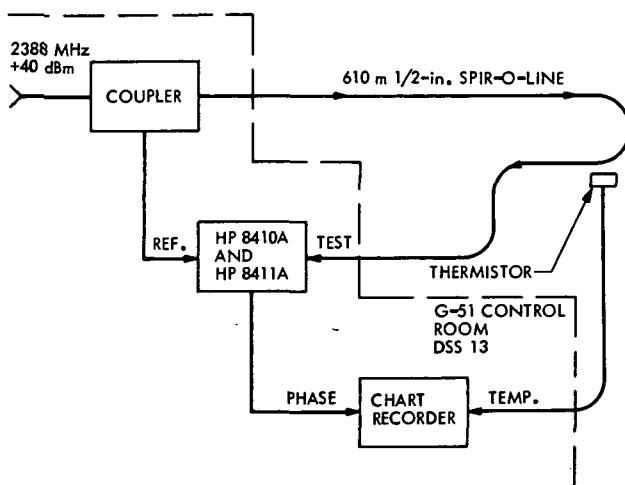 2388 MHz
+40 dBm
COUPLER
610 m 1/2-in. SPIR-O-LINE
REF.
HP 8410A
AND
HP 8411A
TEST
THERMISTOR
G-51 CONTROL
ROOM
DSS 13
PHASE
CHART
RECORDER
TEMP.